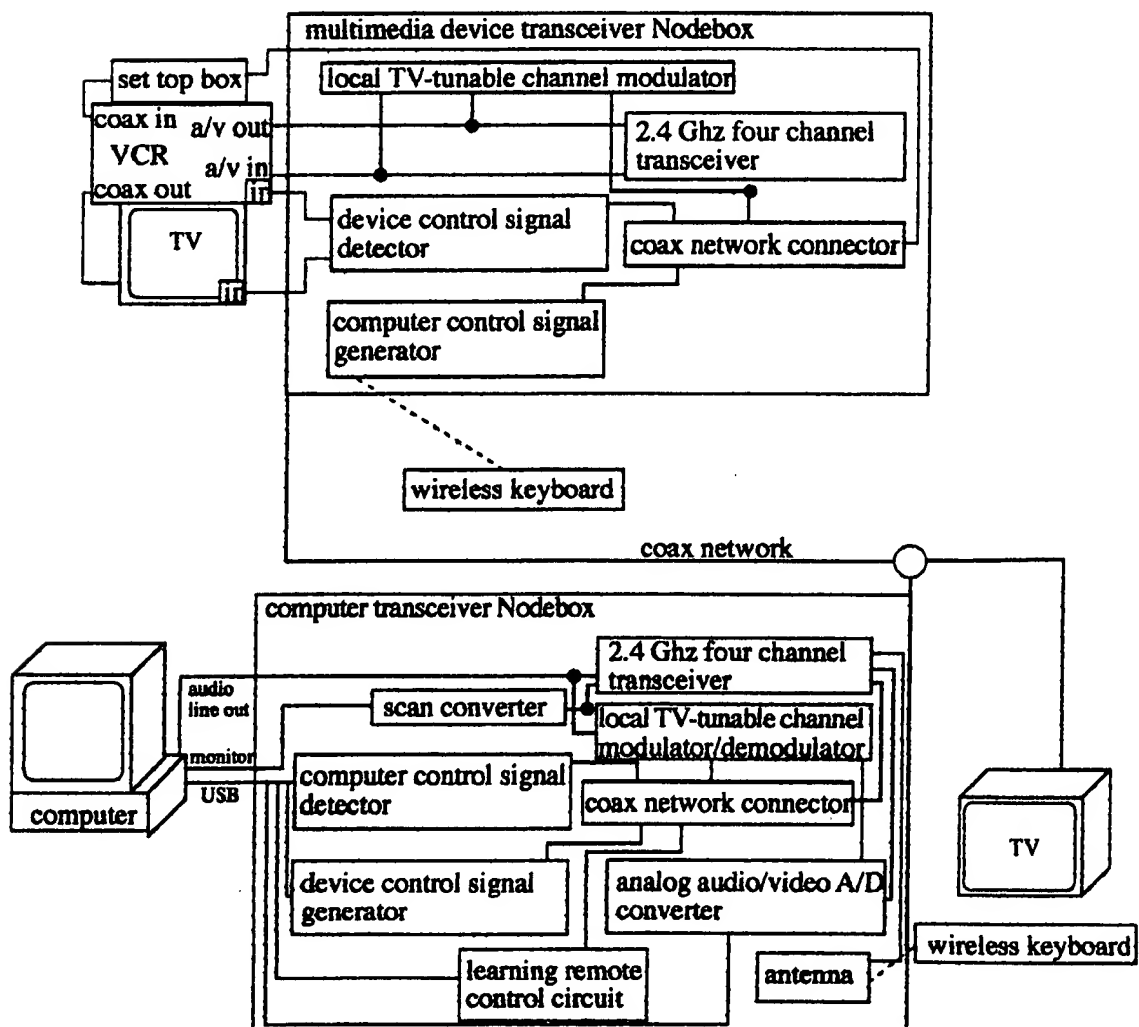 multimedia device transceiver Nodebox
set top box
local TV-tunable channel modulator
coax in
a/v out
VCR
a/v in
coax out
in
2.4 Ghz four channel
transceiver
device control signal
detector
coax network connector
TV
in
computer control signal
generator
wireless keyboard
coax network
computer transceiver Nodebox
2.4 Ghz four channel
transceiver
audio
line out
scan converter
local TV-tunable channel
modulator/demodulator
monitor
USB
computer control signal
detector
coax network connector
computer
TV
device control signal
generator
analog audio/video A/D
converter
wireless keyboard
learning remote
control circuit
antenna